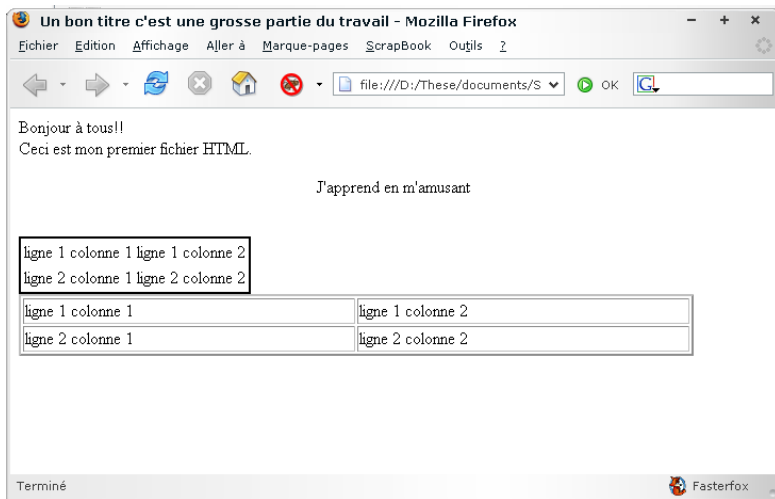 Un bon titre c'est une grosse partie du travail - Mozilla Firefox
Fichier Edition Affichage Aller à Marque-pages ScrapBook Outils ?
file:///D:/These/documents/S OK G
Bonjour à tous!!
Ceci est mon premier fichier HTML.
J'apprend en m'amusant
ligne 1 colonne 1 ligne 1 colonne 2
ligne 2 colonne 1 ligne 2 colonne 2
ligne 1 colonne 1 ligne 1 colonne 2
ligne 2 colonne 1 ligne 2 colonne 2
Terminé Fasterfox